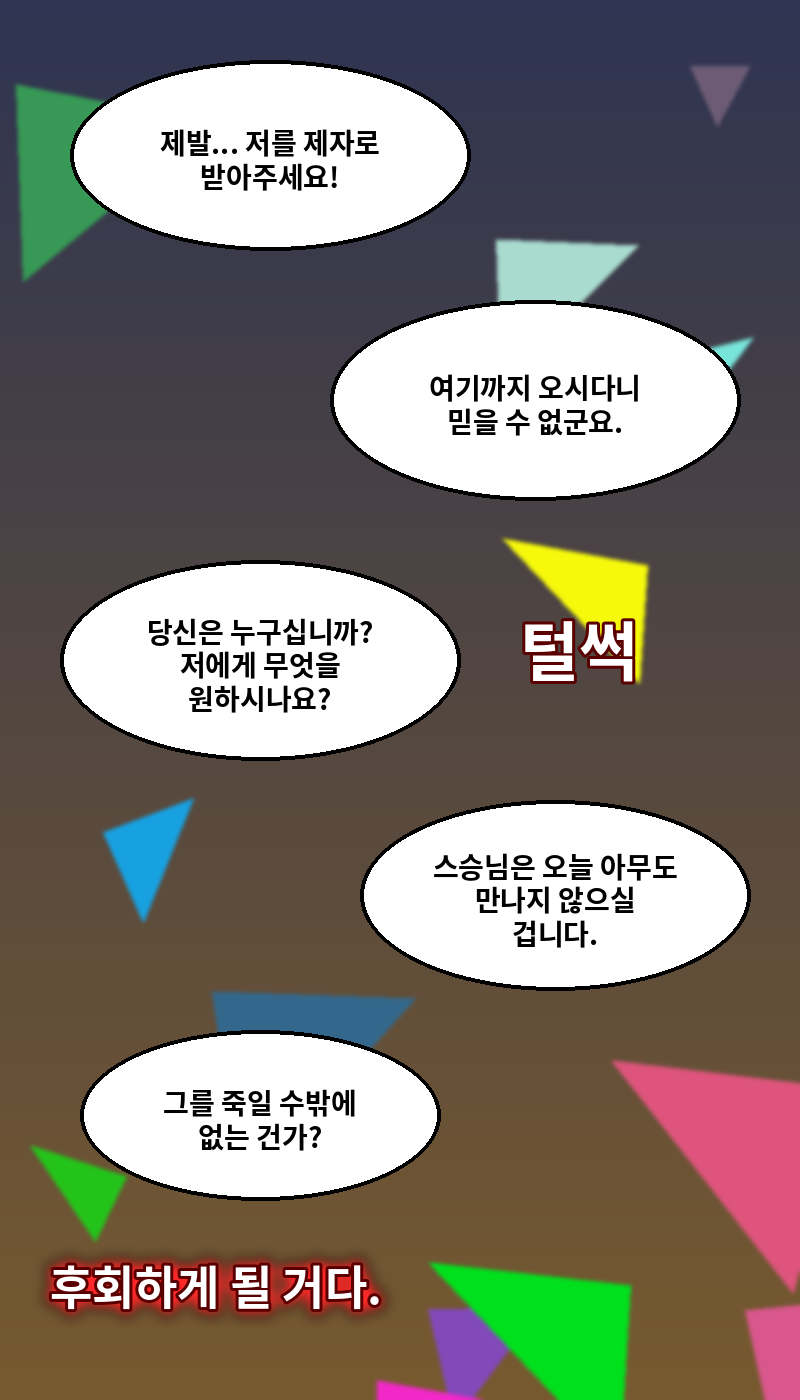 제발... 저를 제자로
받아주세요!
여기까지 오시다니
믿을 수 없군요.
당신은 누구십니까?
저에게 무엇을
원하시나요?
털썩
스승님은 오늘 아무도
만나지 않으실
겁니다.
그를 죽일 수밖에
없는 건가?
후회하게 될 거다.